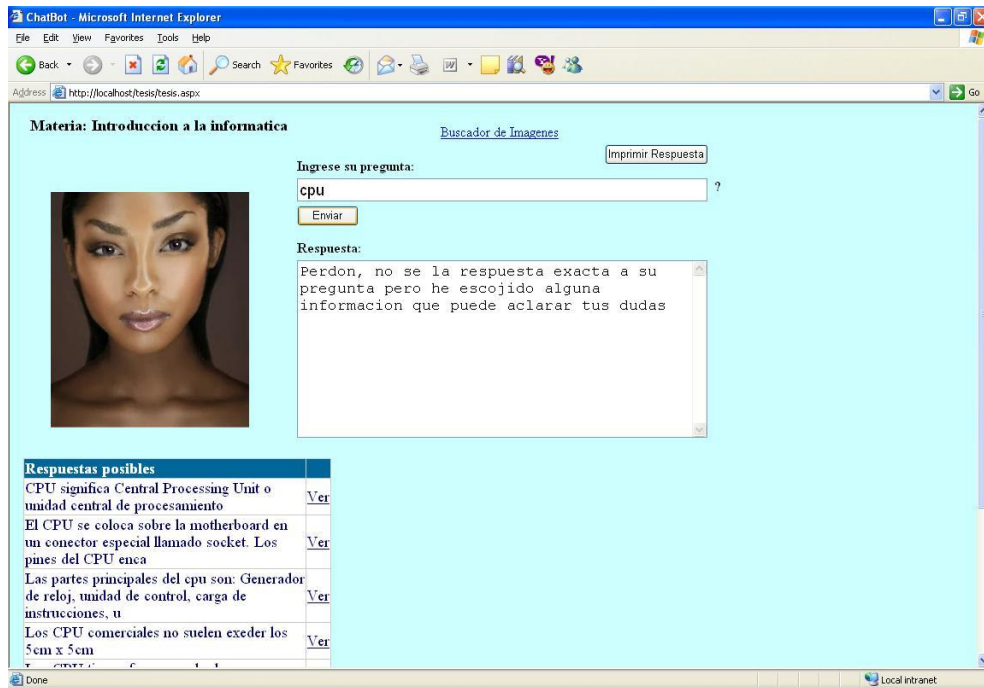 ChatBot - Microsoft Internet Explorer
File Edit View Favorites Tools Help
Back Search Favorites
Address http://localhost/tesis/tesis.aspx Go
Materia: Introduccion a la informatica
Buscador de Imagenes
Imprimir Respuesta
Ingrese su pregunta:
cpu ?
Enviar
Respuesta:
Perdon, no se la respuesta exacta a su
pregunta pero he escojido alguna
informacion que puede aclarar tus dudas
Respuestas posibles
CPU significa Central Processing Unit o
unidad central de procesamiento
Ver
El CPU se coloca sobre la motherboard en
un conector especial llamado socket. Los
pines del CPU enca
Ver
Las partes principales del cpu son: Generador
de reloj, unidad de control, carga de
instrucciones, u
Ver
Los CPU comerciales no suelen exeder los
5cm x 5cm
Ver
Done Local intranet